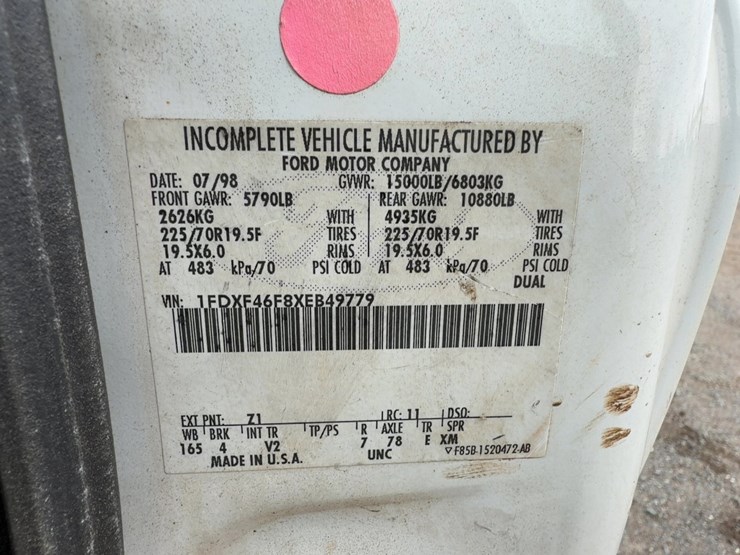 INCOMPLETE VEHICLE MANUFACTURED BY
FORD MOTOR COMPANY
DATE: 07/98 GVWR: 15000LB/6803KG
FRONT GAWR: 5790LB REAR GAWR: 10880LB
2626KG WITH 4935KG WITH
225/70R19.5F TIRES 225/70R19.5F TIRES
19.5X6.0 RIMS 19.5X6.0 RIMS
AT 483 kPa/70 PSI COLD AT 483 kPa/70 PSI COLD
DUAL
VIN: 1FDXF46F8XEB49779
EXT PNT: Z1 RC: 11 DSO:
WB BRK INT TR TP/PS R AXLE TR SPR
165 4 V2 7 78 E XM
MADE IN U.S.A. UNC F85B-1520472-AB